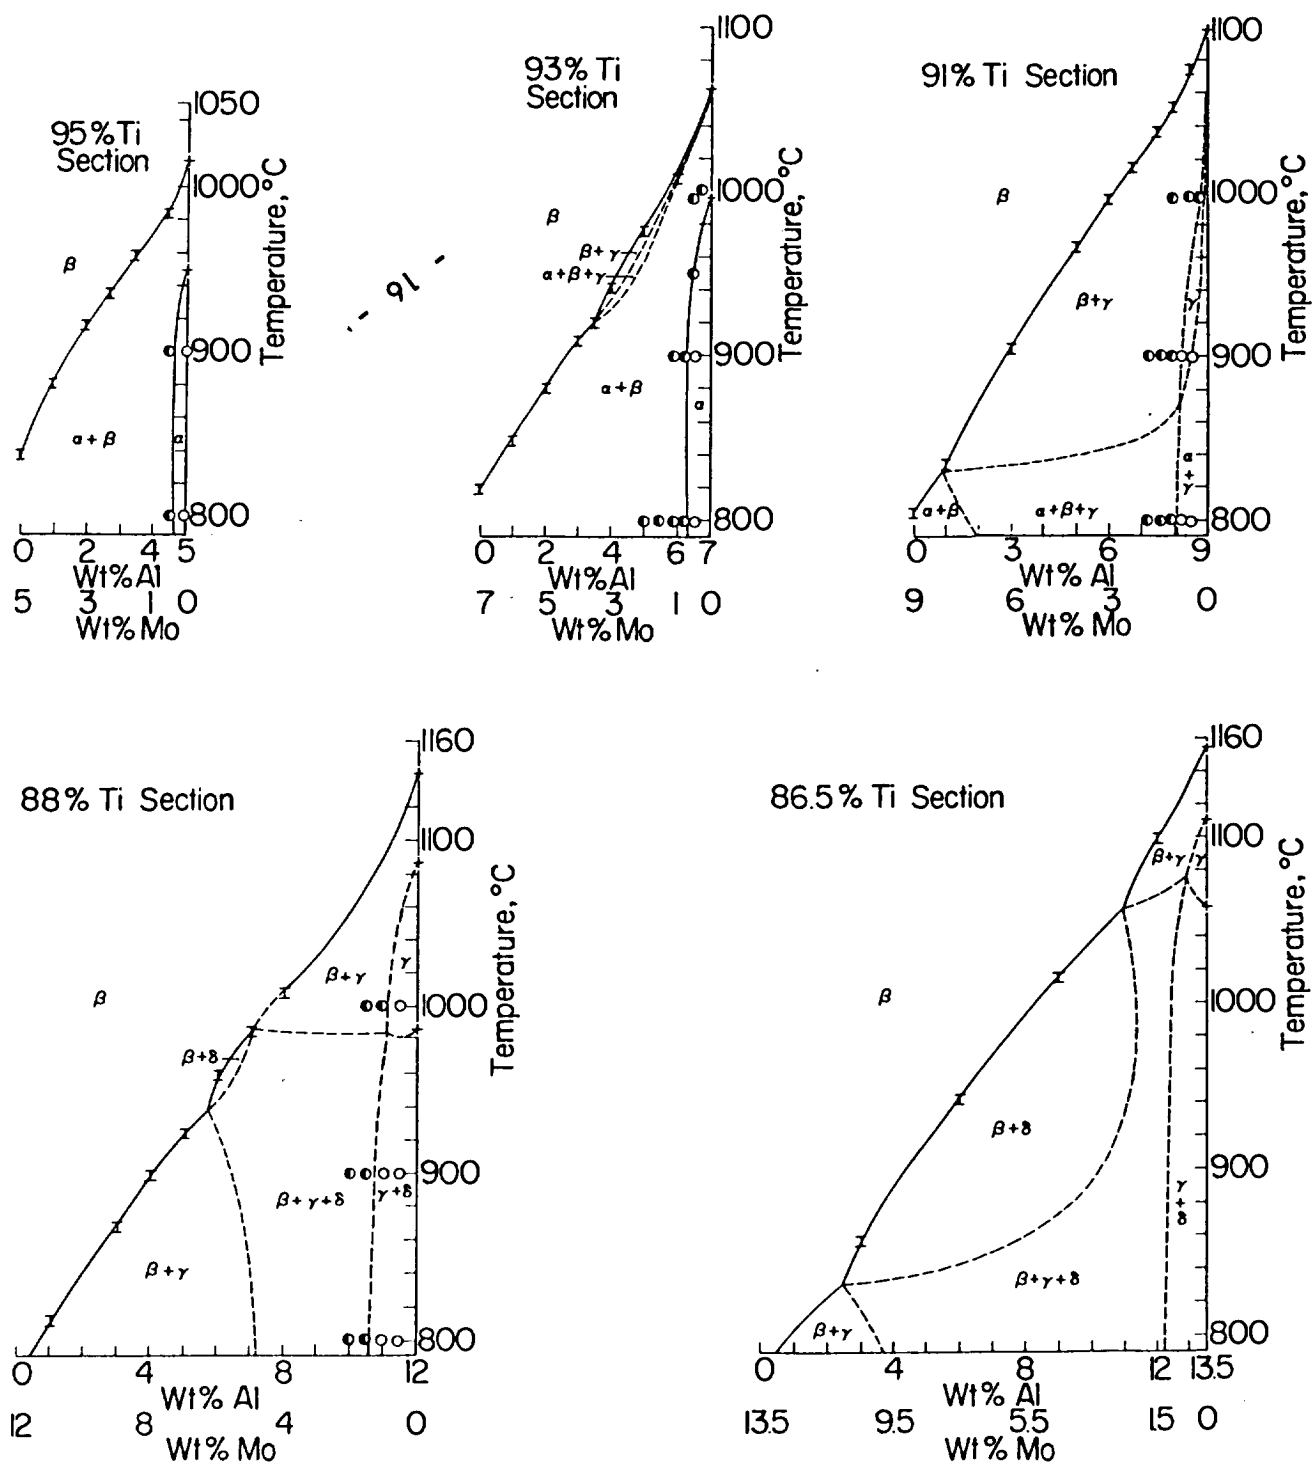 95%Ti
Section
1050
1000
900
800
Temperature, °C
β
α+β
α
0 2 4 5
Wt% Al
5 3 1 0
Wt% Mo
- 16 -
93% Ti
Section
1100
1000
900
800
Temperature, °C
β
β+γ
α+β+γ
α+β
α
0 2 4 6 7
Wt% Al
7 5 3 1 0
Wt% Mo
91% Ti Section
1100
1000
900
800
Temperature, °C
β
β+γ
γ
α
+
γ
α+β
α+β+γ
0 3 6 9
Wt% Al
9 6 3 0
Wt% Mo
88% Ti Section
1160
1100
1000
900
800
Temperature, °C
β
β+γ
γ
β+δ
β+γ+δ
γ+δ
β+γ
0 4 8 12
Wt% Al
12 8 4 0
Wt% Mo
86.5% Ti Section
1160
1100
1000
900
800
Temperature, °C
β+γ
γ
β
β+δ
γ
+
δ
β+γ+δ
β+γ
0 4 8 12 13.5
Wt% Al
13.5 9.5 5.5 1.5 0
Wt% Mo